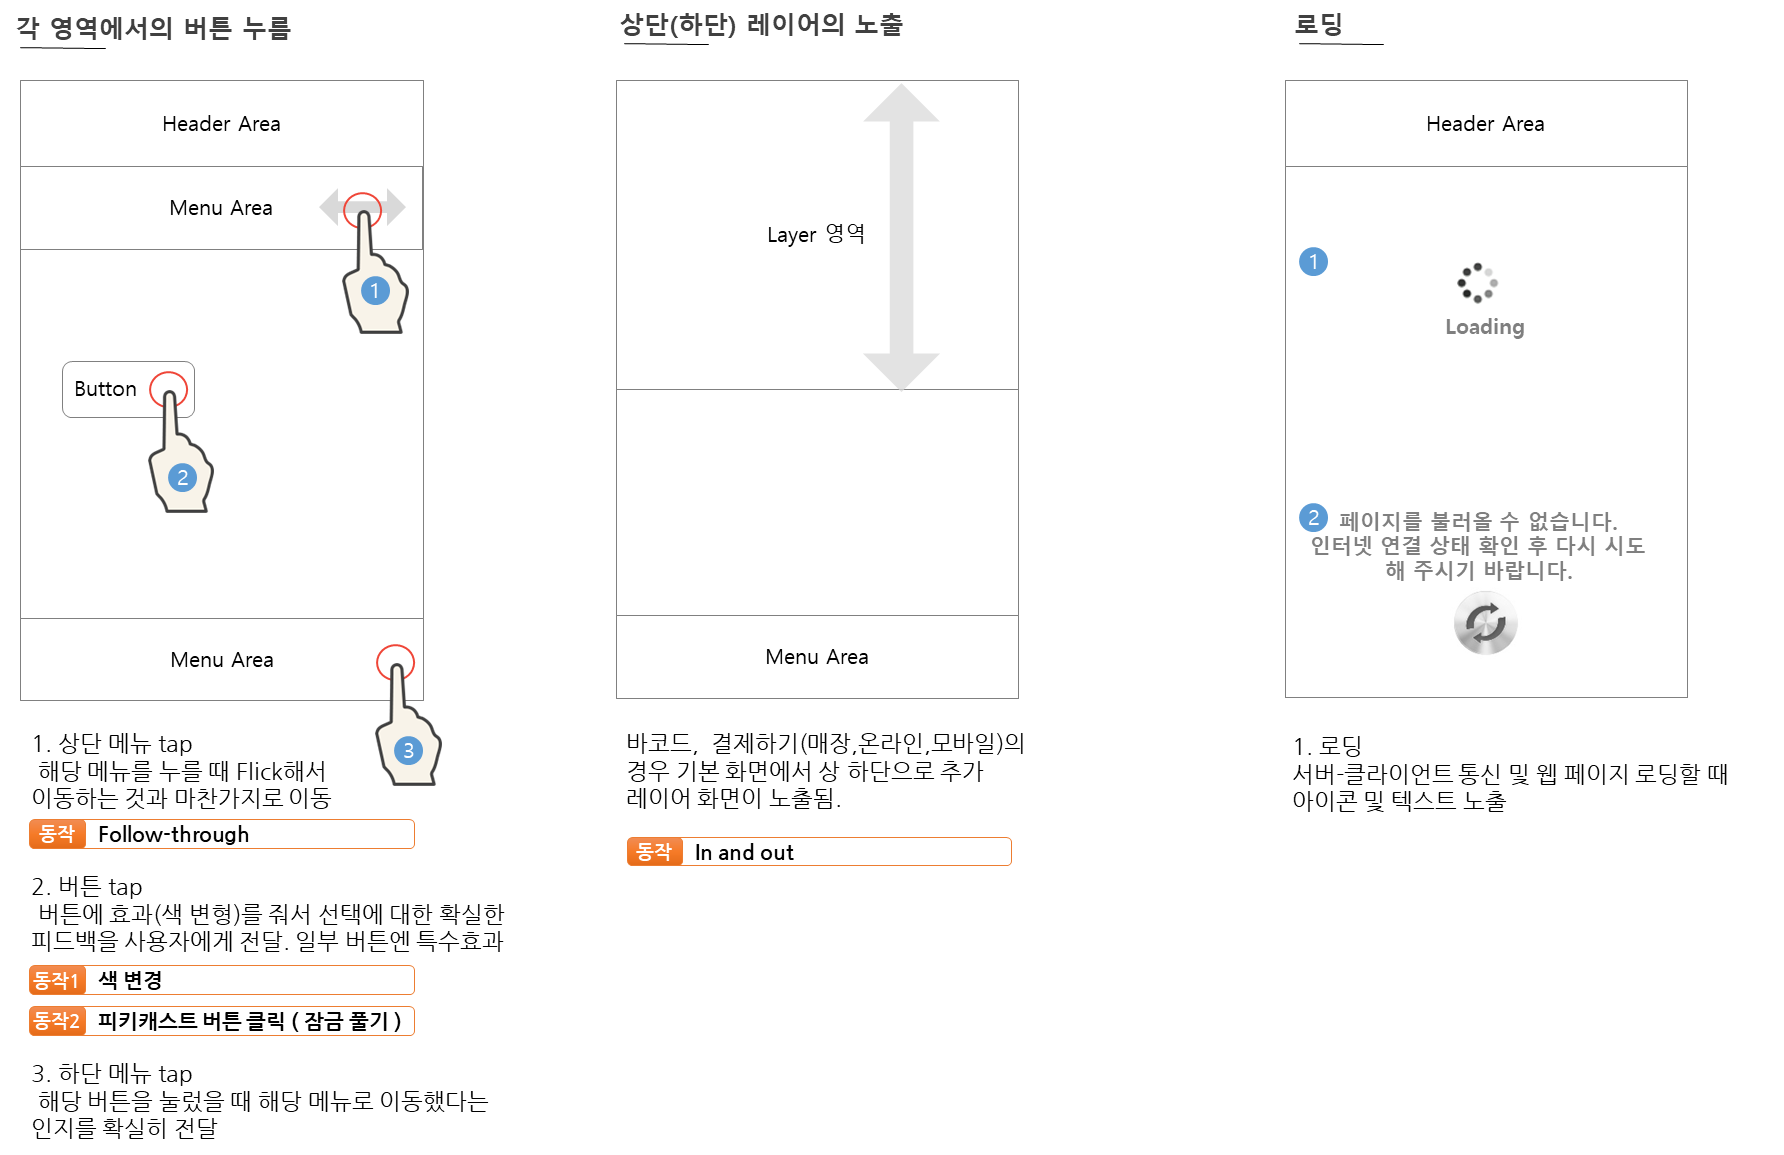 각 영역에서의 버튼 누름
Header Area
Menu Area
1
Button
2
Menu Area
3
1. 상단 메뉴 tap
해당 메뉴를 누를 때 Flick해서
이동하는 것과 마찬가지로 이동
동작 Follow-through
2. 버튼 tap
버튼에 효과(색 변형)를 줘서 선택에 대한 확실한
피드백을 사용자에게 전달. 일부 버튼엔 특수효과
동작1 색 변경
동작2 피키캐스트 버튼 클릭 ( 잠금 풀기 )
3. 하단 메뉴 tap
해당 버튼을 눌렀을 때 해당 메뉴로 이동했다는
인지를 확실히 전달
상단(하단) 레이어의 노출
Layer 영역
Menu Area
바코드, 결제하기(매장,온라인,모바일)의
경우 기본 화면에서 상 하단으로 추가
레이어 화면이 노출됨.
동작 In and out
로딩
Header Area
1
Loading
2 페이지를 불러올 수 없습니다.
인터넷 연결 상태 확인 후 다시 시도
해 주시기 바랍니다.
1. 로딩
서버-클라이언트 통신 및 웹 페이지 로딩할 때
아이콘 및 텍스트 노출